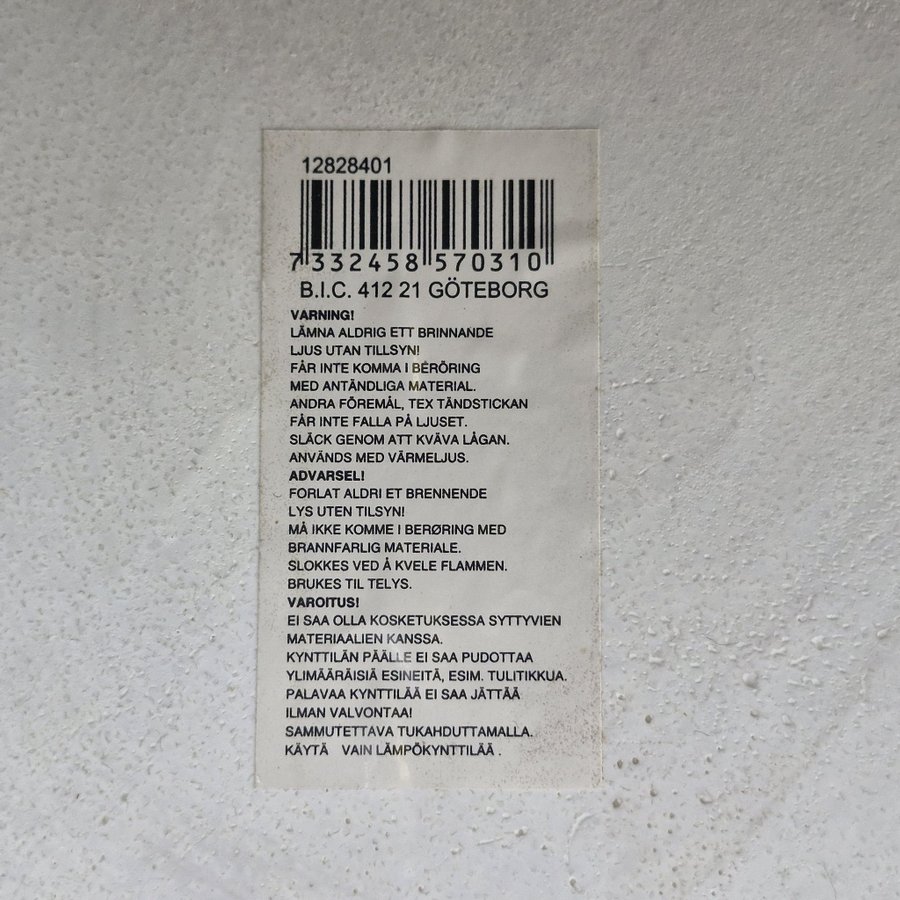 12828401
7 332458 570310
B.I.C. 412 21 GÖTEBORG
VARNING!
LÄMNA ALDRIG ETT BRINNANDE
LJUS UTAN TILLSYN!
FÅR INTE KOMMA I BERÖRING
MED ANTÄNDLIGA MATERIAL.
ANDRA FÖREMÅL, TEX TÄNDSTICKAN
FÅR INTE FALLA PÅ LJUSET.
SLÄCK GENOM ATT KVÄVA LÅGAN.
ANVÄNDS MED VÄRMELJUS.
ADVARSEL!
FORLAT ALDRI ET BRENNENDE
LYS UTEN TILSYN!
MÅ IKKE KOMME I BERØRING MED
BRANNFARLIG MATERIALE.
SLOKKES VED Å KVELE FLAMMEN.
BRUKES TIL TELYS.
VAROITUS!
EI SAA OLLA KOSKETUKSESSA SYTTYVIEN
MATERIAALIEN KANSSA.
KYNTTILÄN PÄÄLLE EI SAA PUDOTTAA
YLIMÄÄRÄISIÄ ESINEITÄ, ESIM. TULITIKKUA.
PALAVAA KYNTTILÄÄ EI SAA JÄTTÄÄ
ILMAN VALVONTAA!
SAMMUTETTAVA TUKAHDUTTAMALLA.
KÄYTÄ VAIN LÄMPÖKYNTTILÄÄ .